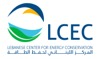 LCEC
LEBANESE CENTER FOR ENERGY CONSERVATION
المركز اللبناني لحفظ الطاقة